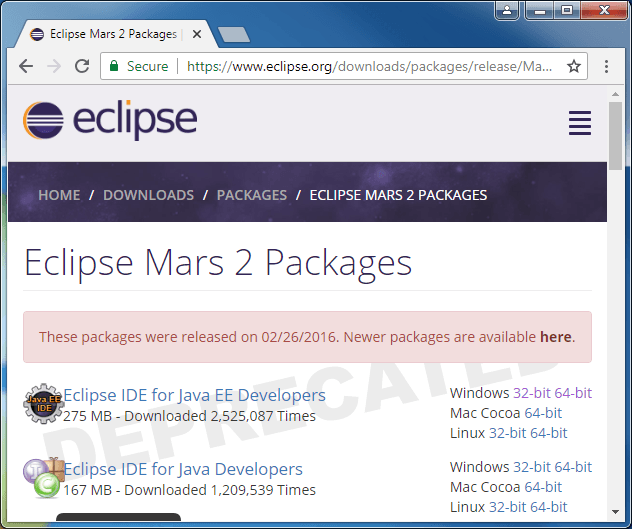 Eclipse Mars 2 Packages |
Secure https://www.eclipse.org/downloads/packages/release/Ma...
eclipse
HOME / DOWNLOADS / PACKAGES / ECLIPSE MARS 2 PACKAGES
Eclipse Mars 2 Packages
These packages were released on 02/26/2016. Newer packages are available here.
DEPRECATED
Java EE
IDE
Eclipse IDE for Java EE Developers
275 MB - Downloaded 2,525,087 Times
Windows 32-bit 64-bit
Mac Cocoa 64-bit
Linux 32-bit 64-bit
J
C
Eclipse IDE for Java Developers
167 MB - Downloaded 1,209,539 Times
Windows 32-bit 64-bit
Mac Cocoa 64-bit
Linux 32-bit 64-bit